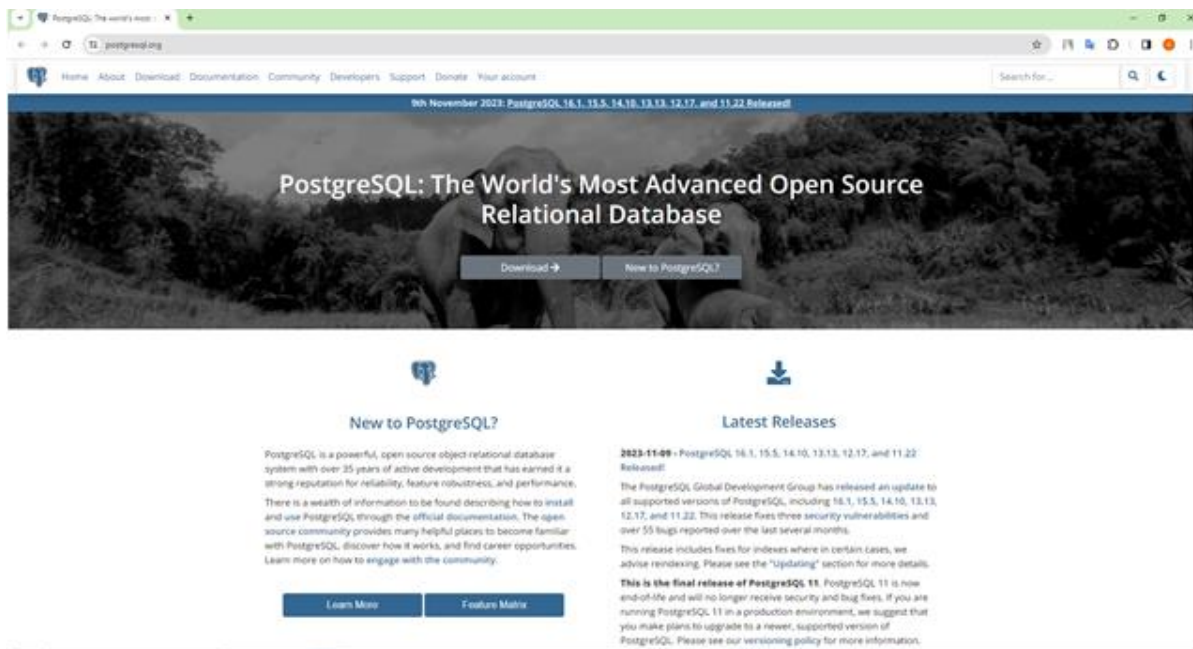 PostgreSQL: The world's most
postgresql.org
Home About Download Documentation Community Developers Support Donate Your account
Search for...
9th November 2023: PostgreSQL 16.1, 15.5, 14.10, 13.13, 12.17, and 11.22 Released!
PostgreSQL: The World's Most Advanced Open Source
Relational Database
Download →
New to PostgreSQL?
New to PostgreSQL?
PostgreSQL is a powerful, open source object-relational database
system with over 35 years of active development that has earned it a
strong reputation for reliability, feature robustness, and performance.
There is a wealth of information to be found describing how to install
and use PostgreSQL through the official documentation. The open
source community provides many helpful places to become familiar
with PostgreSQL, discover how it works, and find career opportunities.
Learn more on how to engage with the community.
Learn More
Feature Matrix
Latest Releases
2023-11-09 - PostgreSQL 16.1, 15.5, 14.10, 13.13, 12.17, and 11.22
Released!
The PostgreSQL Global Development Group has released an update to
all supported versions of PostgreSQL, including 16.1, 15.5, 14.10, 13.13,
12.17, and 11.22. This release fixes three security vulnerabilities and
over 55 bugs reported over the last several months.
This release includes fixes for indexes where in certain cases, we
advise reindexing. Please see the "Updating" section for more details.
This is the final release of PostgreSQL 11. PostgreSQL 11 is now
end-of-life and will no longer receive security and bug fixes. If you are
running PostgreSQL 11 in a production environment, we suggest that
you make plans to upgrade to a newer, supported version of
PostgreSQL. Please see our versioning policy for more information.